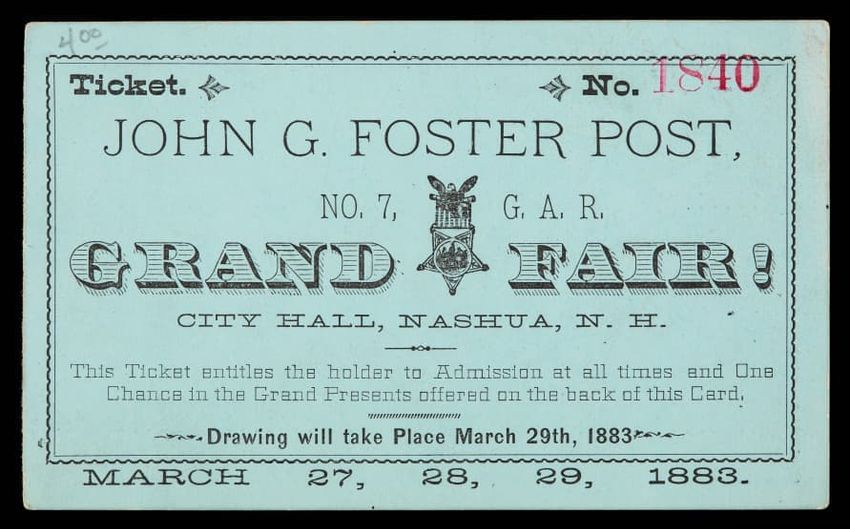 4 00
Ticket. No. 1840
JOHN G. FOSTER POST,
NO. 7, G. A. R.
GRAND FAIR!
CITY HALL, NASHUA, N. H.
This Ticket entitles the holder to Admission at all times and One
Chance in the Grand Presents offered on the back of this Card,
Drawing will take Place March 29th, 1883
MARCH 27, 28, 29, 1883.